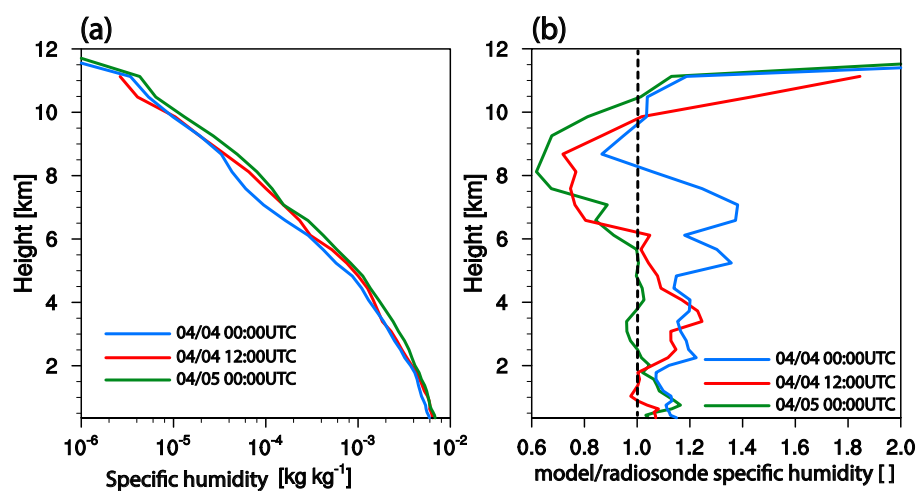 (a)
12
10
8
6
4
2
Height [km]
04/04 00:00UTC
04/04 12:00UTC
04/05 00:00UTC
10⁻⁶ 10⁻⁵ 10⁻⁴ 10⁻³ 10⁻²
Specific humidity [kg kg⁻¹]
(b)
12
10
8
6
4
2
Height [km]
04/04 00:00UTC
04/04 12:00UTC
04/05 00:00UTC
0.6 0.8 1.0 1.2 1.4 1.6 1.8 2.0
model/radiosonde specific humidity [ ]